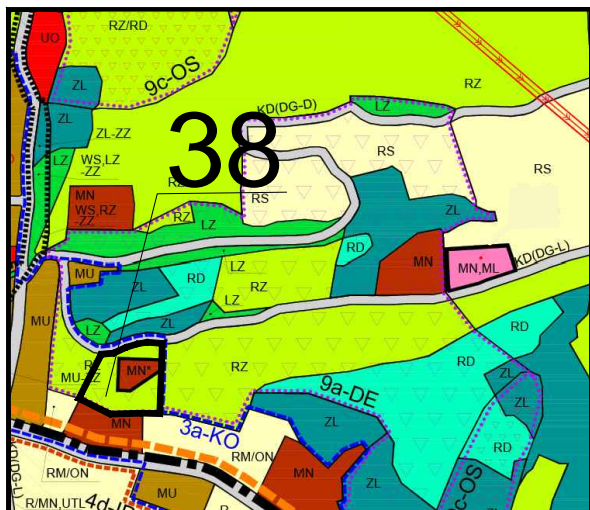 RZ/RD
UO
9c-OS
ZL
RZ
KD(DG-D)
LZ
ZL
ZL-ZZ
38
LZ
WS,LZ
-ZZ
RS
RS
RZ
MN
WS,RZ
-ZZ
RS
RZ
LZ
ZL
RD
KD(DG-L)
LZ
MN
MN,ML
MU
ZL
RD
RZ
LZ
MU
ZL
LZ
RD
RZ
RD
MN*
ZL
MU-ZZ
9a-DE
ZL
MN
3a-KO
ZL
RD
RM/ON
RM/ON
MN
MU
ZL
R/MN,UTL